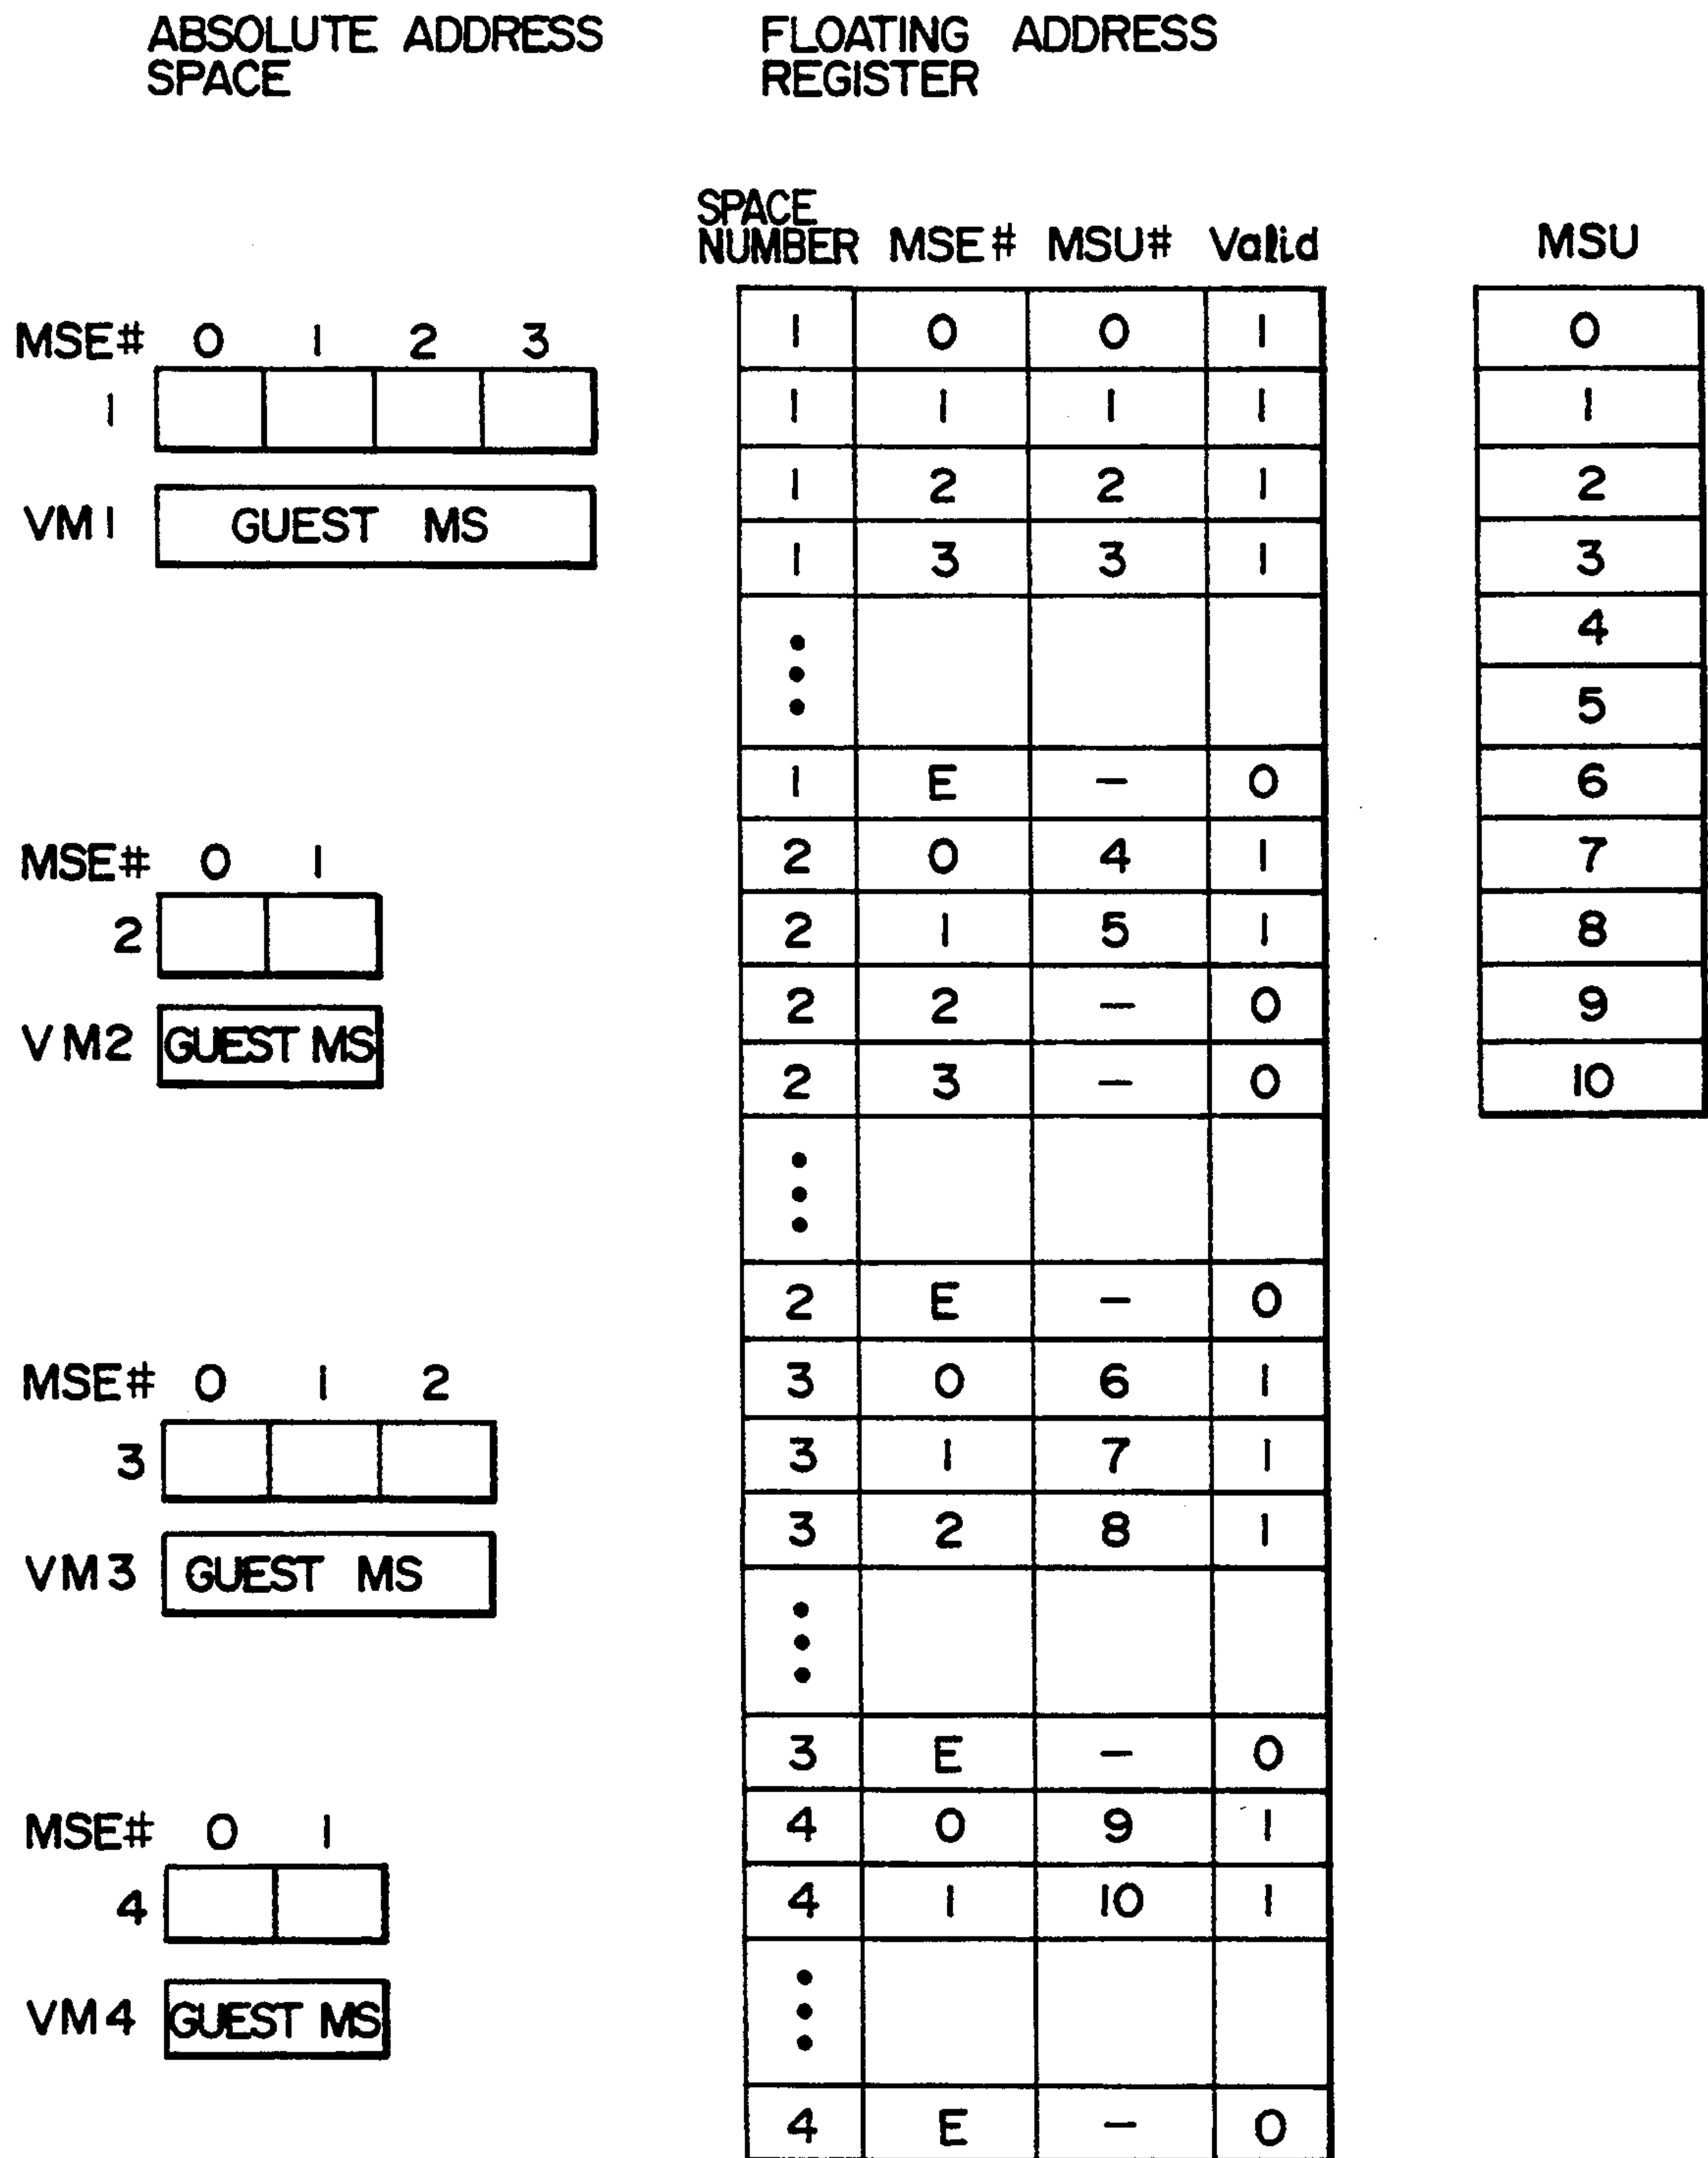 ABSOLUTE ADDRESS
SPACE
FLOATING ADDRESS
REGISTER
MSE# 0 1 2 3
1
VM1 GUEST MS
MSE# 0 1
2
VM2 GUEST MS
MSE# 0 1 2
3
VM3 GUEST MS
MSE# 0 1
4
VM4 GUEST MS
SPACE
NUMBER MSE# MSU# Valid
1 0 0 1
1 1 1 1
1 2 2 1
1 3 3 1
1 E - 0
2 0 4 1
2 1 5 1
2 2 - 0
2 3 - 0
2 E - 0
3 0 6 1
3 1 7 1
3 2 8 1
3 E - 0
4 0 9 1
4 1 10 1
4 E - 0
MSU
0
1
2
3
4
5
6
7
8
9
10